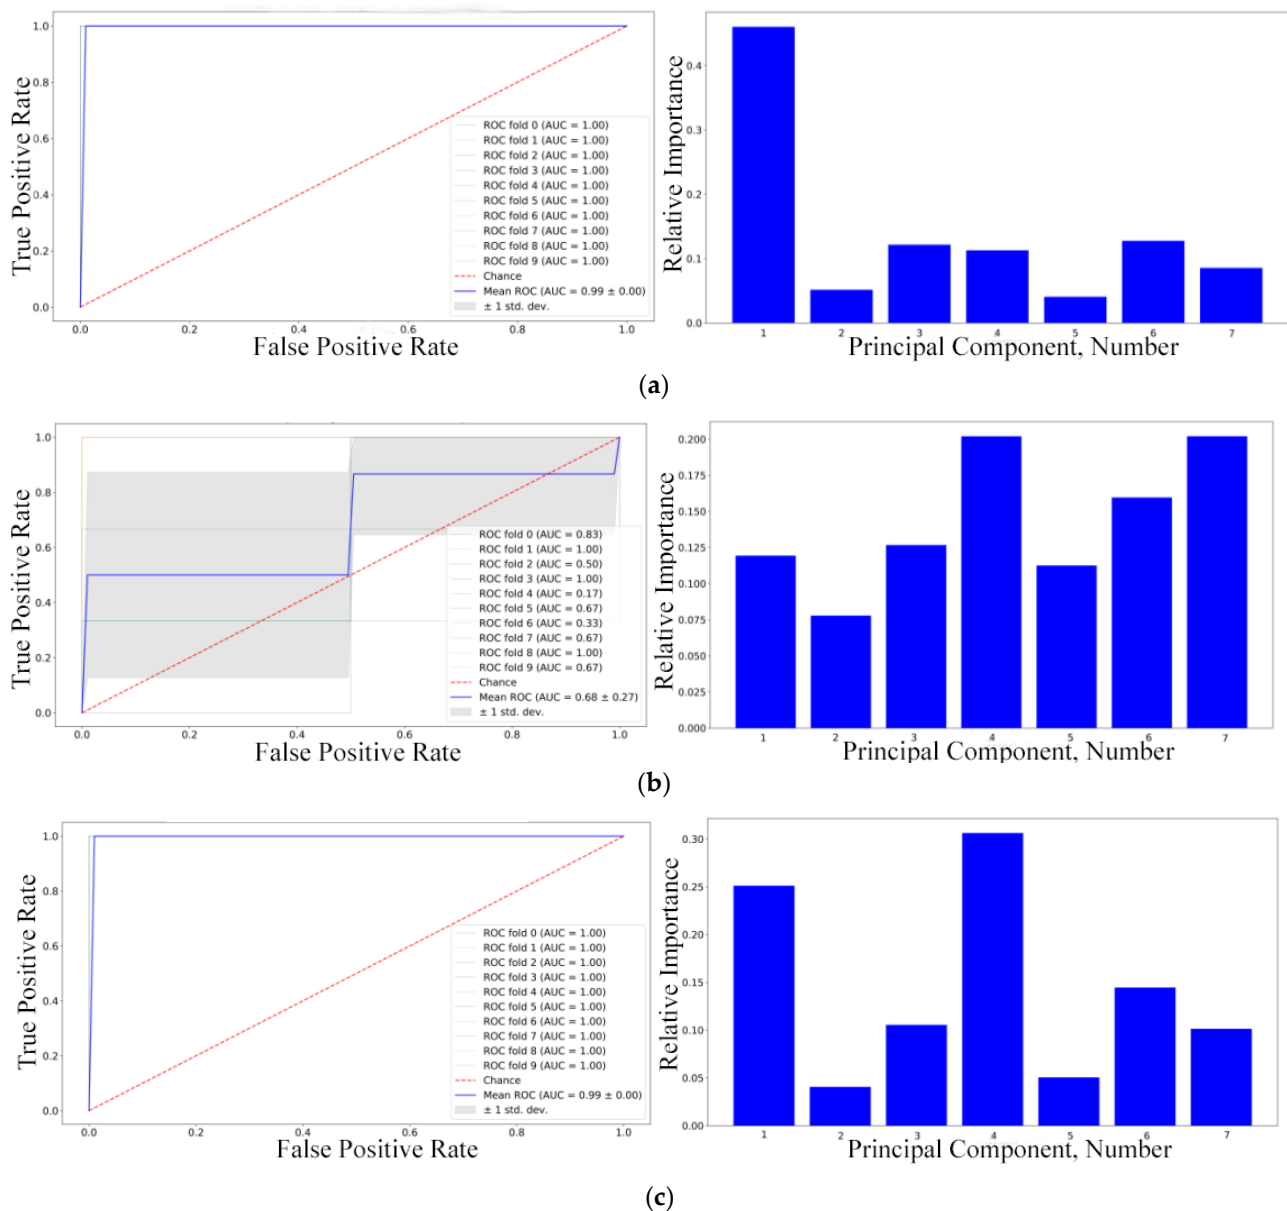 True Positive Rate
1.0
0.8
0.6
0.4
0.2
0.0
ROC fold 0 (AUC = 1.00)
ROC fold 1 (AUC = 1.00)
ROC fold 2 (AUC = 1.00)
ROC fold 3 (AUC = 1.00)
ROC fold 4 (AUC = 1.00)
ROC fold 5 (AUC = 1.00)
ROC fold 6 (AUC = 1.00)
ROC fold 7 (AUC = 1.00)
ROC fold 8 (AUC = 1.00)
ROC fold 9 (AUC = 1.00)
Chance
Mean ROC (AUC = 0.99 ± 0.00)
± 1 std. dev.
0.0 0.2 0.4 0.6 0.8 1.0
False Positive Rate
Relative Importance
0.4
0.3
0.2
0.1
0.0
1 2 3 4 5 6 7
Principal Component, Number
(a)
True Positive Rate
1.0
0.8
0.6
0.4
0.2
0.0
ROC fold 0 (AUC = 0.83)
ROC fold 1 (AUC = 1.00)
ROC fold 2 (AUC = 0.50)
ROC fold 3 (AUC = 1.00)
ROC fold 4 (AUC = 0.17)
ROC fold 5 (AUC = 0.67)
ROC fold 6 (AUC = 0.33)
ROC fold 7 (AUC = 0.67)
ROC fold 8 (AUC = 1.00)
ROC fold 9 (AUC = 0.67)
Chance
Mean ROC (AUC = 0.68 ± 0.27)
± 1 std. dev.
0.0 0.2 0.4 0.6 0.8 1.0
False Positive Rate
Relative Importance
0.200
0.175
0.150
0.125
0.100
0.075
0.050
0.025
0.000
1 2 3 4 5 6 7
Principal Component, Number
(b)
True Positive Rate
1.0
0.8
0.6
0.4
0.2
0.0
ROC fold 0 (AUC = 1.00)
ROC fold 1 (AUC = 1.00)
ROC fold 2 (AUC = 1.00)
ROC fold 3 (AUC = 1.00)
ROC fold 4 (AUC = 1.00)
ROC fold 5 (AUC = 1.00)
ROC fold 6 (AUC = 1.00)
ROC fold 7 (AUC = 1.00)
ROC fold 8 (AUC = 1.00)
ROC fold 9 (AUC = 1.00)
Chance
Mean ROC (AUC = 0.99 ± 0.00)
± 1 std. dev.
0.0 0.2 0.4 0.6 0.8 1.0
False Positive Rate
Relative Importance
0.30
0.25
0.20
0.15
0.10
0.05
0.00
1 2 3 4 5 6 7
Principal Component, Number
(c)